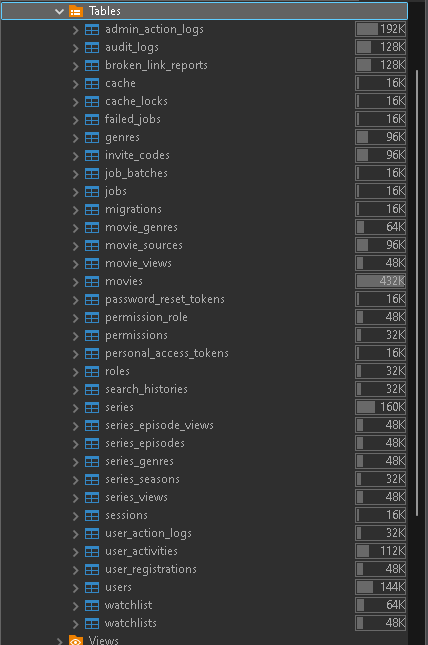 Tables
admin_action_logs 192K
audit_logs 128K
broken_link_reports 128K
cache 16K
cache_locks 16K
failed_jobs 16K
genres 96K
invite_codes 96K
job_batches 16K
jobs 16K
migrations 16K
movie_genres 64K
movie_sources 96K
movie_views 48K
movies 432K
password_reset_tokens 16K
permission_role 48K
permissions 32K
personal_access_tokens 16K
roles 32K
search_histories 32K
series 160K
series_episode_views 48K
series_episodes 48K
series_genres 48K
series_seasons 32K
series_views 48K
sessions 16K
user_action_logs 32K
user_activities 112K
user_registrations 48K
users 144K
watchlist 64K
watchlists 48K
Views